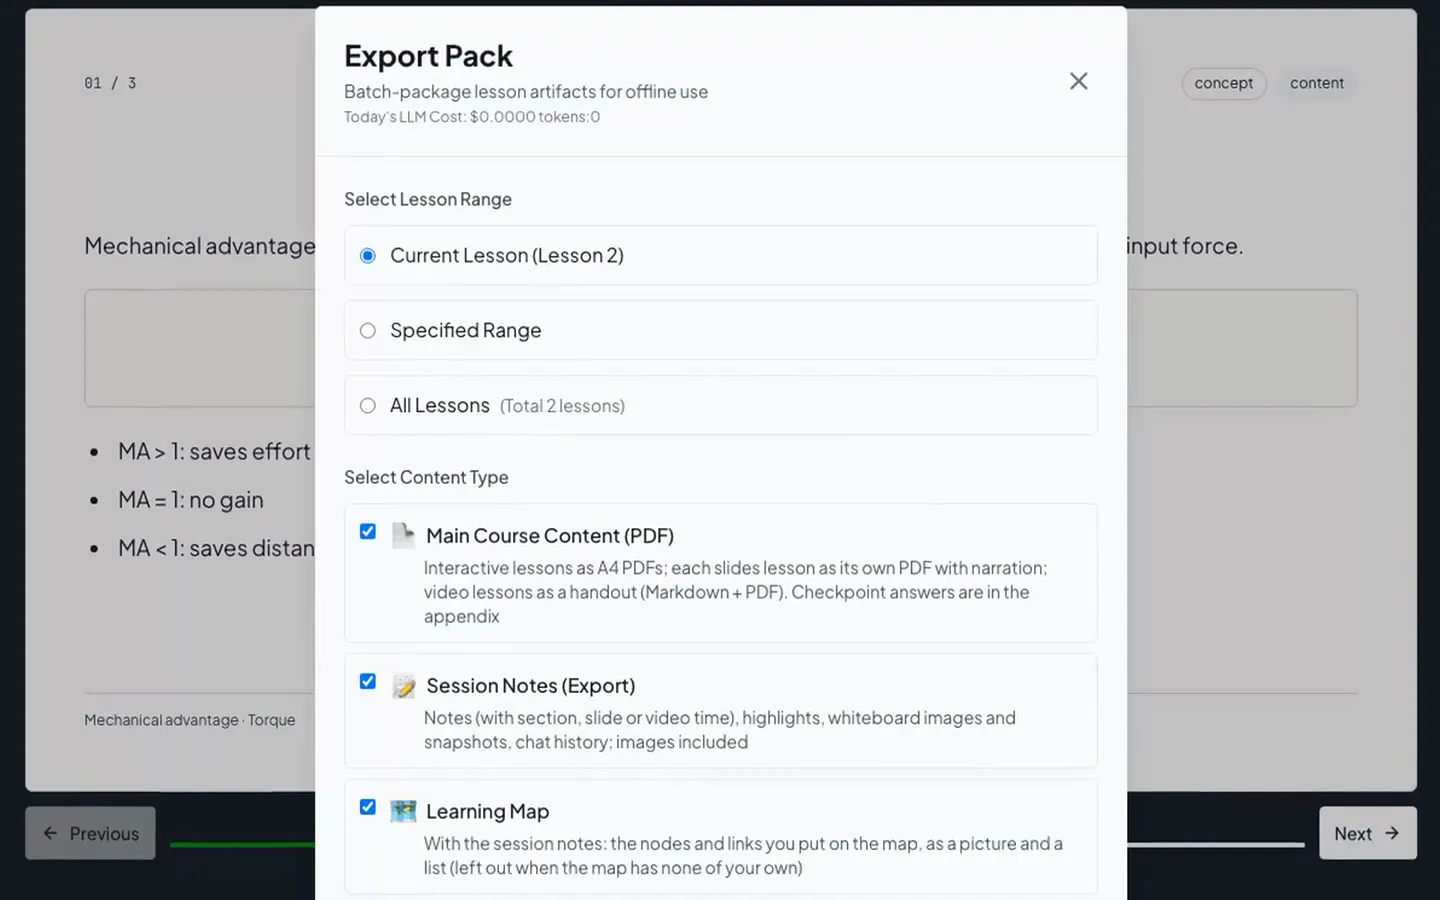 Export Pack
Batch-package lesson artifacts for offline use
Today's LLM Cost: $0.0000 tokens:0
01 / 3
concept
content
Select Lesson Range
Current Lesson (Lesson 2)
Specified Range
All Lessons (Total 2 lessons)
Mechanical advantage
input force.
MA > 1: saves effort
MA = 1: no gain
MA < 1: saves distan
Select Content Type
Main Course Content (PDF)
Interactive lessons as A4 PDFs; each slides lesson as its own PDF with narration;
video lessons as a handout (Markdown + PDF). Checkpoint answers are in the
appendix
Session Notes (Export)
Notes (with section, slide or video time), highlights, whiteboard images and
snapshots, chat history; images included
Learning Map
With the session notes: the nodes and links you put on the map, as a picture and a
list (left out when the map has none of your own)
Mechanical advantage · Torque
Previous
Next